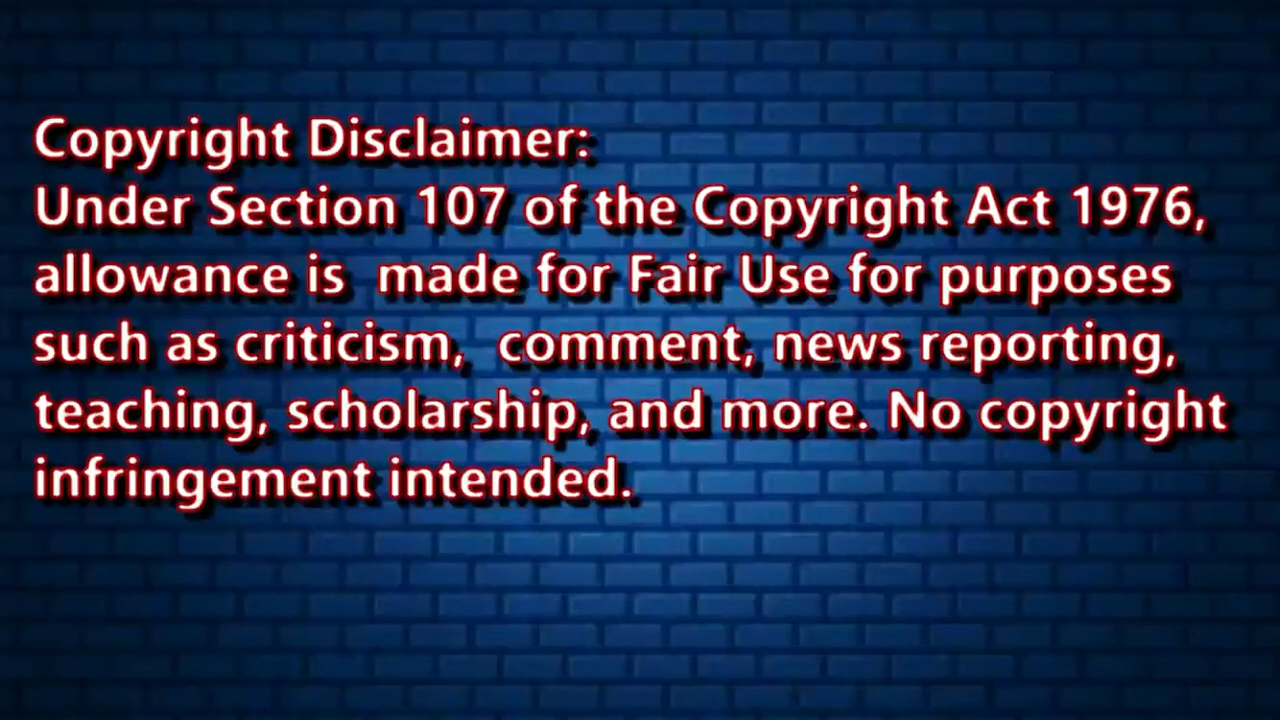 Copyright Disclaimer:
Under Section 107 of the Copyright Act 1976,
allowance is  made for Fair Use for purposes
such as criticism,  comment, news reporting,
teaching, scholarship, and more. No copyright
infringement intended.